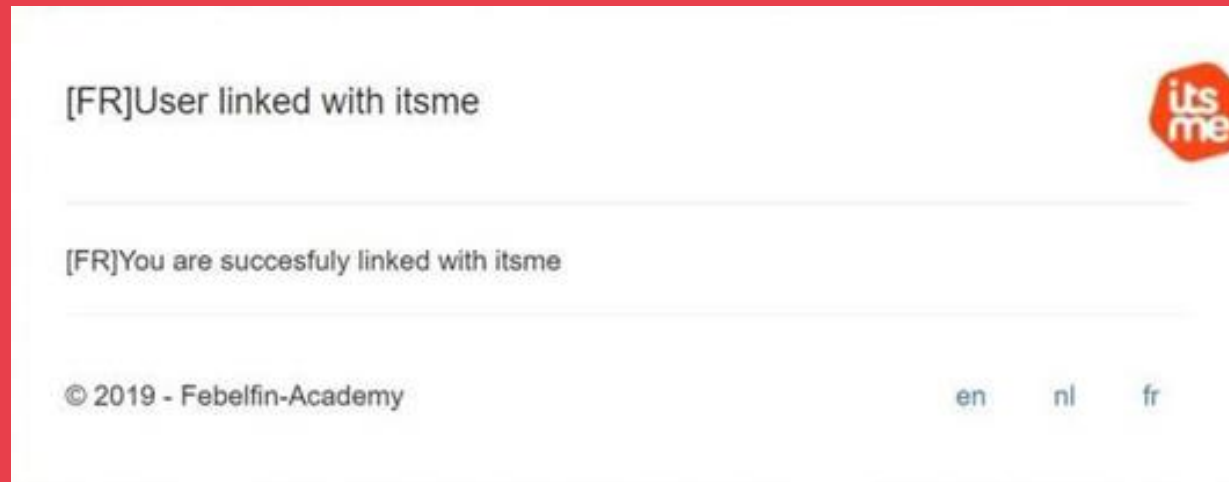 [FR]User linked with itsme
its
me
[FR]You are succesfuly linked with itsme
© 2019 - Febelfin-Academy
en nl fr